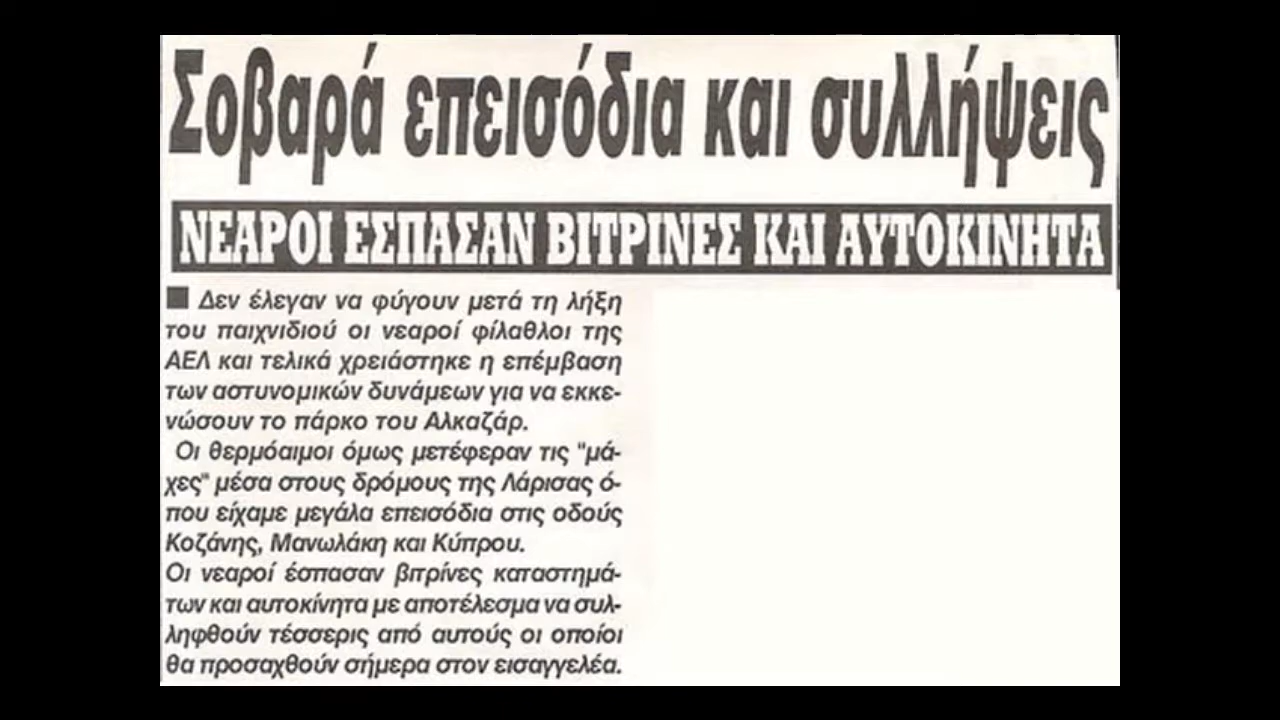 Σοβαρά επεισόδια και συλλήψεις
ΝΕΑΡΟΙ ΕΣΠΑΣΑΝ ΒΙΤΡΙΝΕΣ ΚΑΙ ΑΥΤΟΚΙΝΗΤΑ
■ Δεν έλεγαν να φύγουν μετά τη λήξη
του παιχνιδιού οι νεαροί φίλαθλοι της
ΑΕΛ και τελικά χρειάστηκε η επέμβαση
των αστυνομικών δυνάμεων για να εκκε-
νώσουν το πάρκο του Αλκαζάρ.
Οι θερμόαιμοι όμως μετέφεραν τις "μά-
χες" μέσα στους δρόμους της Λάρισας ό-
που είχαμε μεγάλα επεισόδια στις οδούς
Κοζάνης, Μανωλάκη και Κύπρου.
Οι νεαροί έσπασαν βιτρίνες καταστημά-
των και αυτοκίνητα με αποτέλεσμα να συλ-
ληφθούν τέσσερις από αυτούς οι οποίοι
θα προσαχθούν σήμερα στον εισαγγελέα.